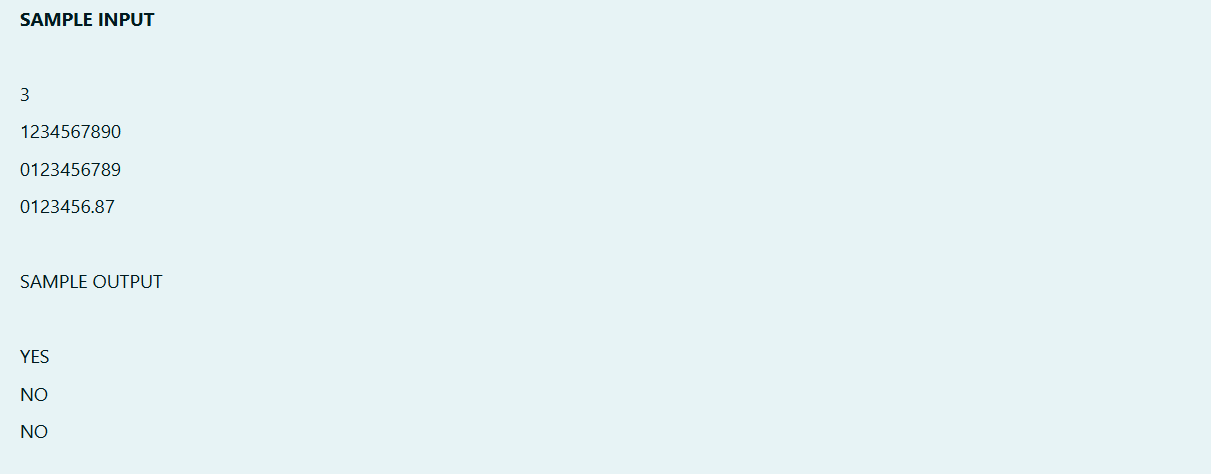 SAMPLE INPUT
3
1234567890
0123456789
0123456.87
SAMPLE OUTPUT
YES
NO
NO